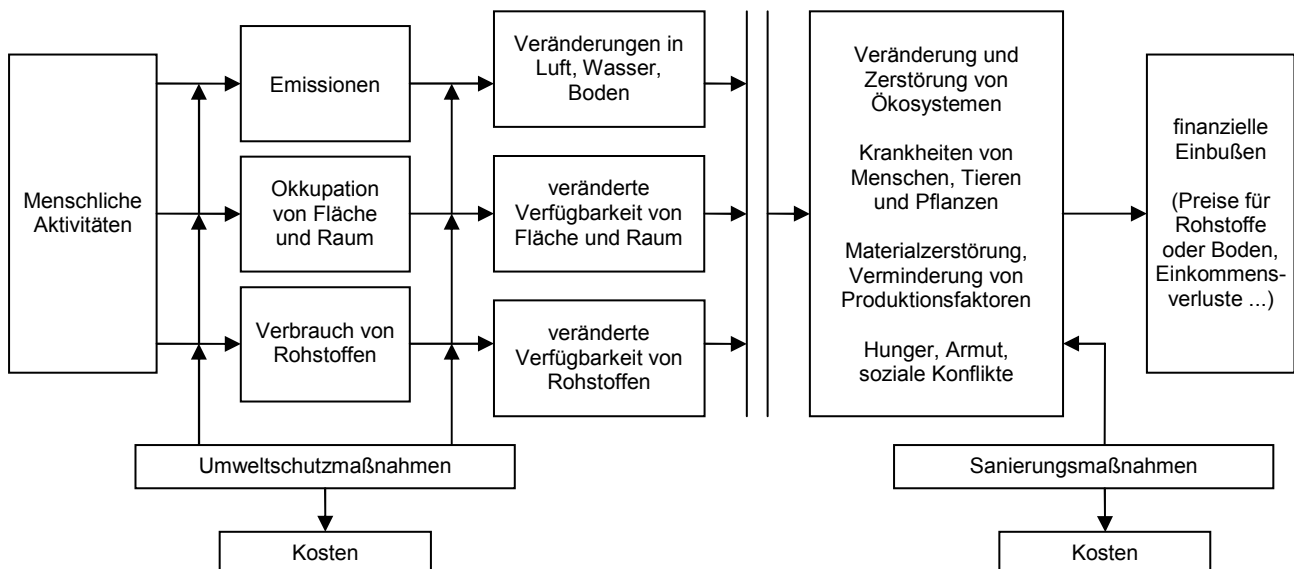 Menschliche
Aktivitäten
Emissionen
Okkupation
von Fläche
und Raum
Verbrauch von
Rohstoffen
Veränderungen in
Luft, Wasser,
Boden
veränderte
Verfügbarkeit von
Fläche und Raum
veränderte
Verfügbarkeit von
Rohstoffen
Veränderung und
Zerstörung von
Ökosystemen
Krankheiten von
Menschen, Tieren
und Pflanzen
Materialzerstörung,
Verminderung von
Produktionsfaktoren
Hunger, Armut,
soziale Konflikte
finanzielle
Einbußen
(Preise für
Rohstoffe
oder Boden,
Einkommens-
verluste ...)
Umweltschutzmaßnahmen
Kosten
Sanierungsmaßnahmen
Kosten